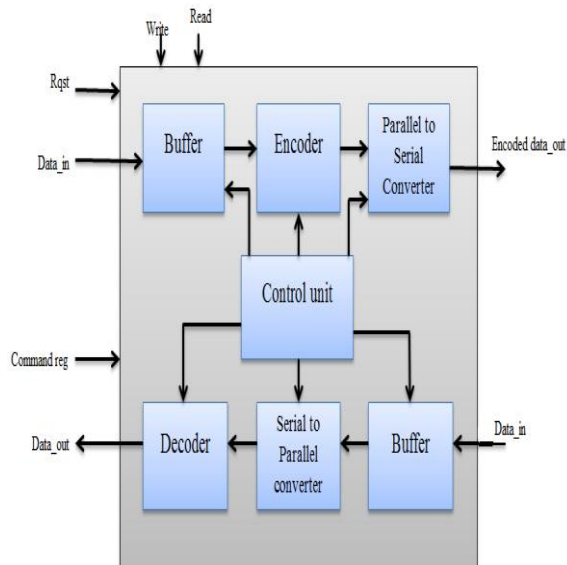 Read
Write
Rqst
Data_in
Buffer
Encoder
Parallel to
Serial
Converter
Encoded data_out
Control unit
Command reg
Data_out
Decoder
Serial to
Parallel
converter
Buffer
Data_in